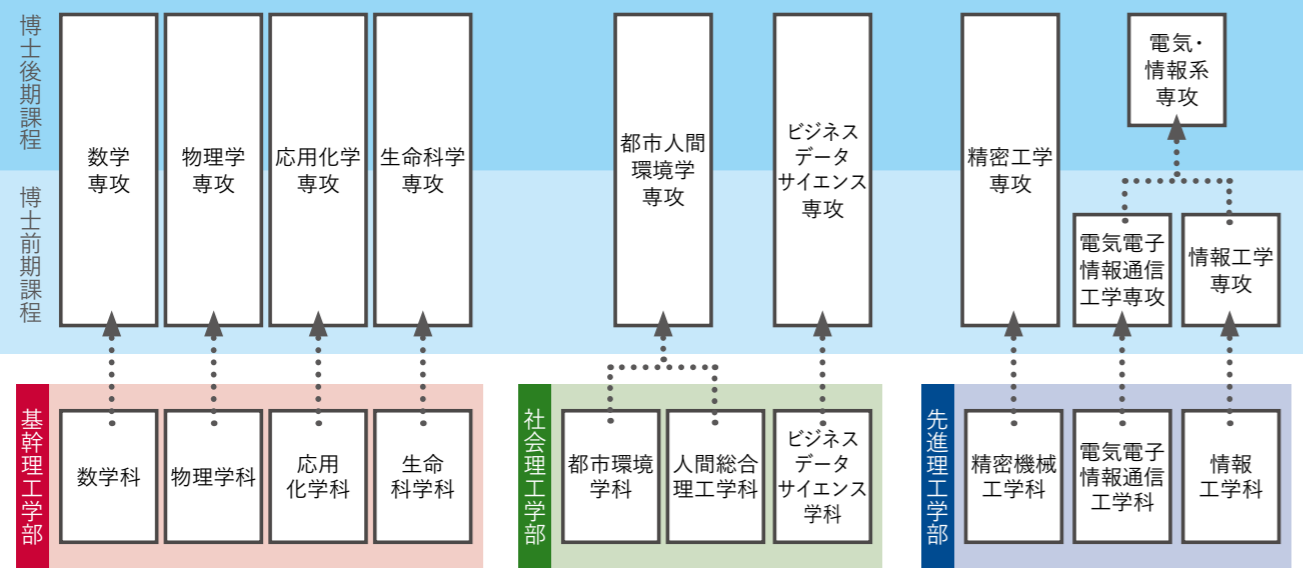 博士後期課程
数学
専攻
物理学
専攻
応用化学
専攻
生命科学
専攻
都市人間
環境学
専攻
ビジネス
データ
サイエンス
専攻
精密工学
専攻
電気・
情報系
専攻
博士前期課程
電気電子
情報通信
工学専攻
情報工学
専攻
基幹理工学部
数学科
物理学科
応用
化学科
生命
科学科
社会理工学部
都市環境
学科
人間総合
理工学科
ビジネス
データ
サイエンス
学科
先進理工学部
精密機械
工学科
電気電子
情報通信
工学科
情報
工学科